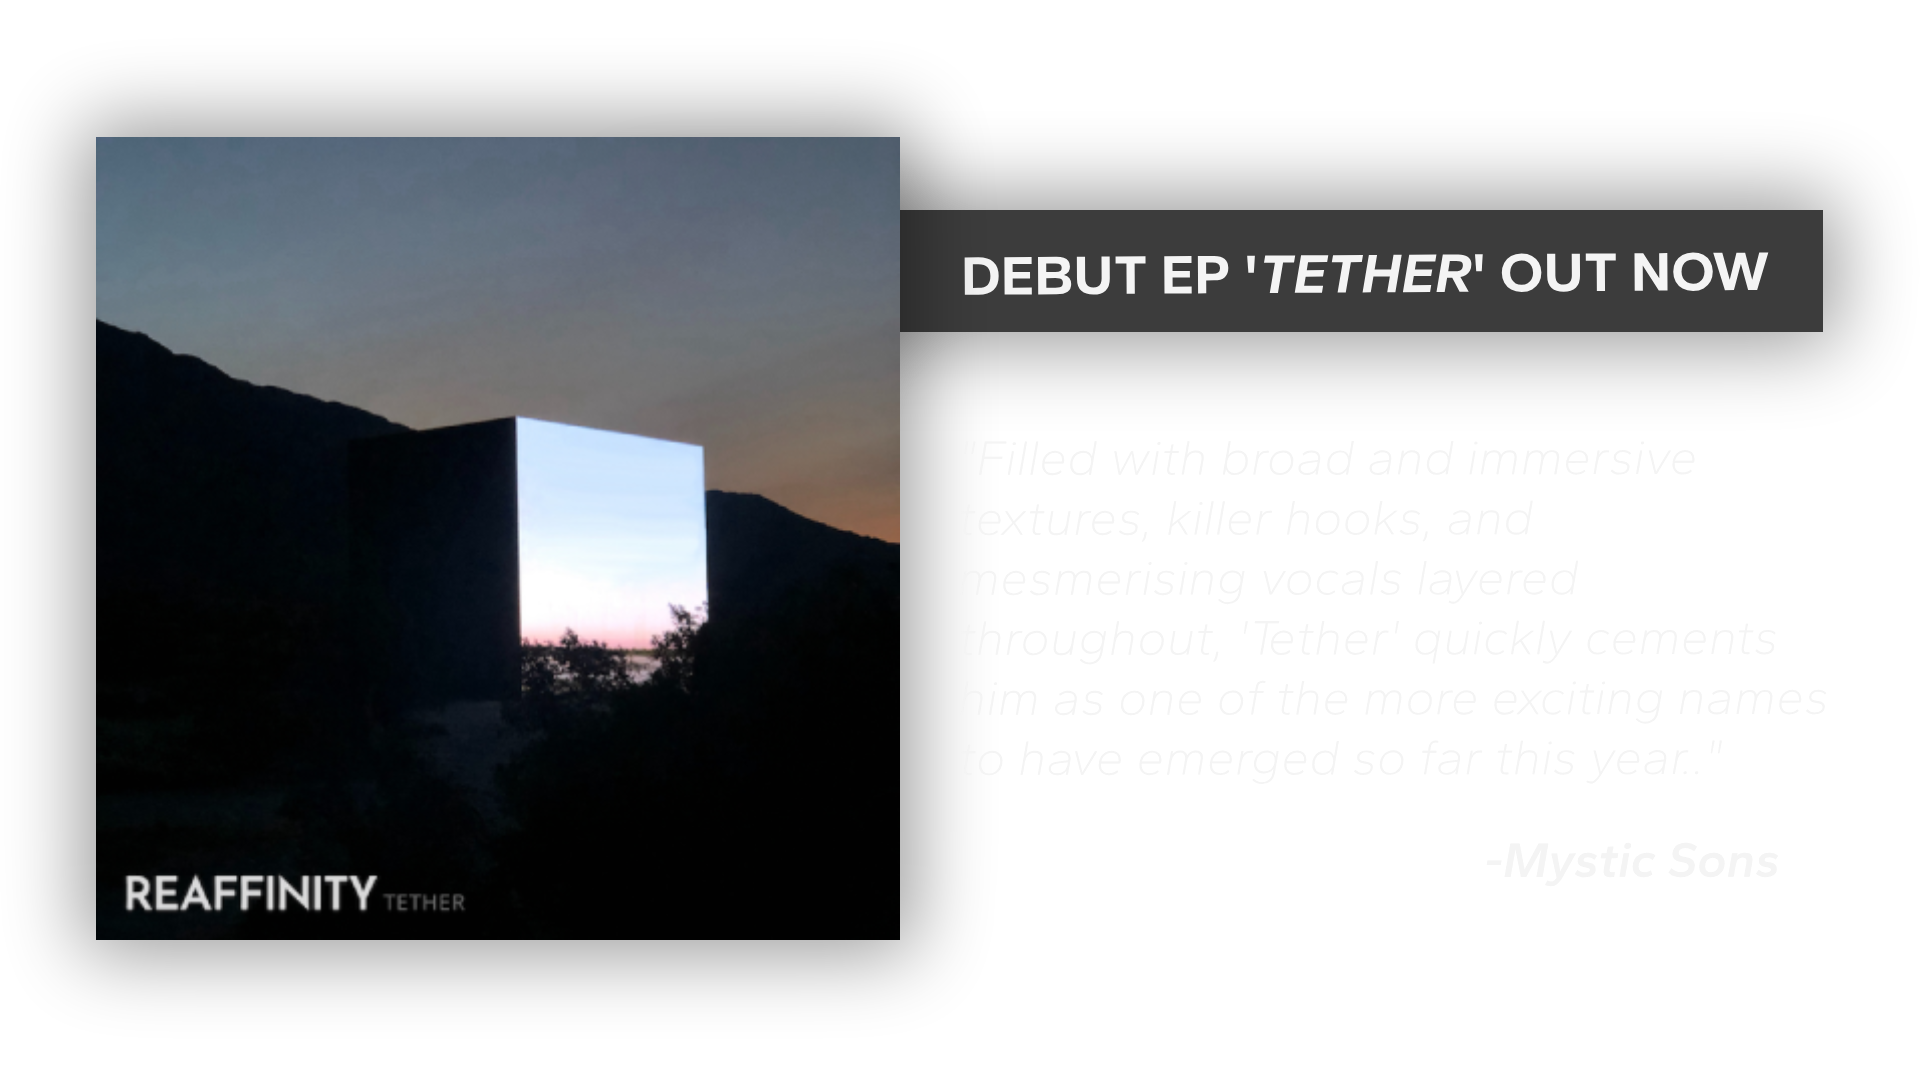 DEBUT EP 'TETHER' OUT NOW
"Filled with broad and immersive
textures, killer hooks, and
mesmerising vocals layered
throughout, 'Tether' quickly cements
him as one of the more exciting names
to have emerged so far this year.."
-Mystic Sons
REAFFINITY TETHER